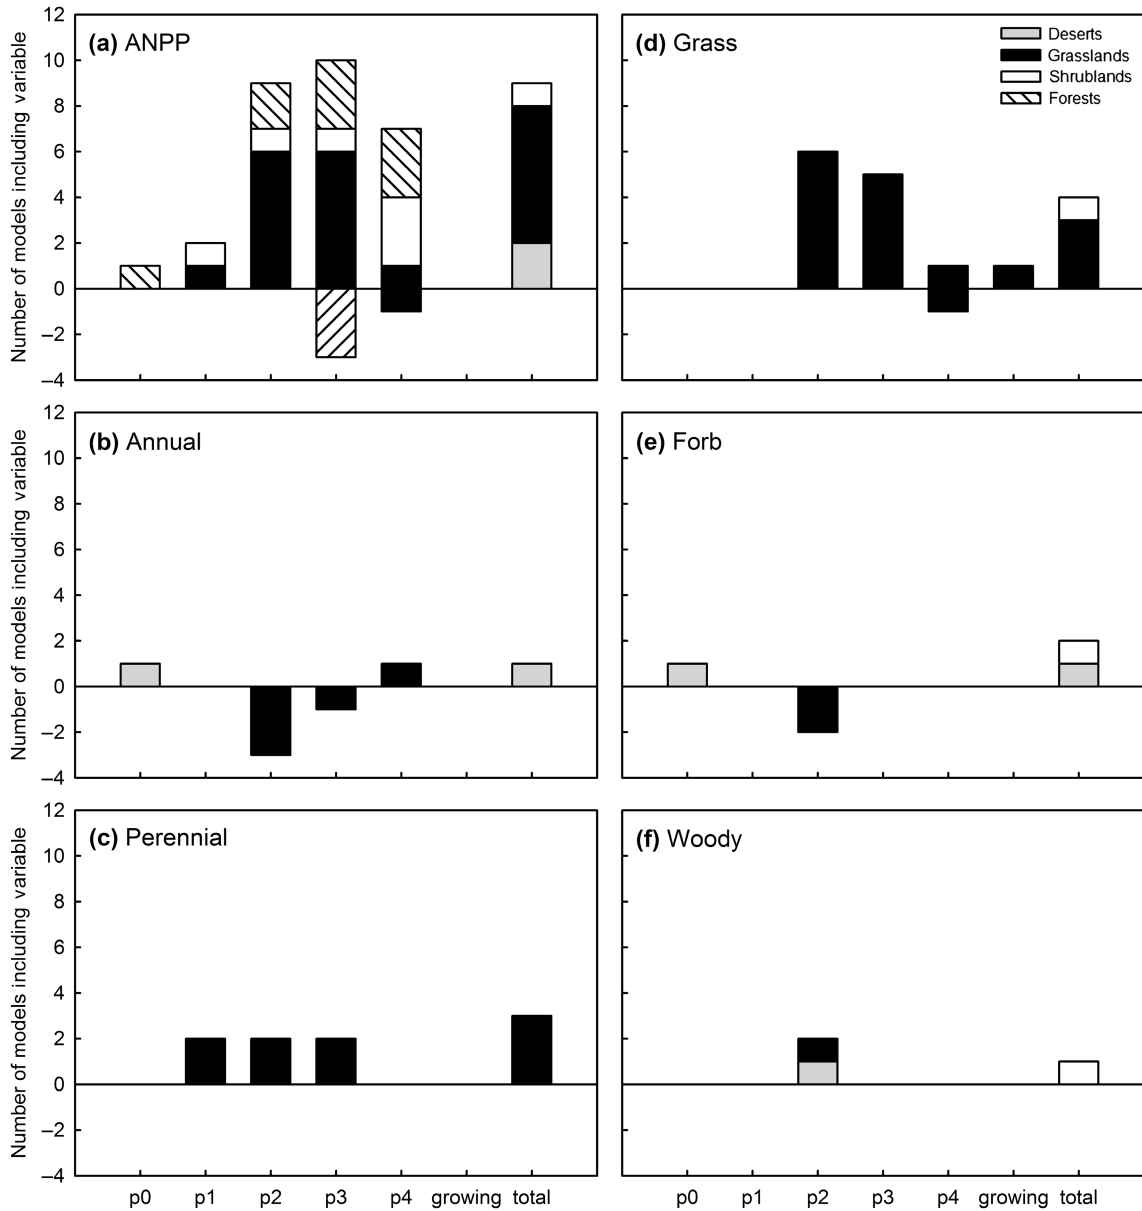 (a) ANPP
12
10
8
6
4
2
0
–2
–4
Number of models including variable
(d) Grass
Deserts
Grasslands
Shrublands
Forests
(b) Annual
12
10
8
6
4
2
0
–2
–4
Number of models including variable
(e) Forb
(c) Perennial
12
10
8
6
4
2
0
–2
–4
Number of models including variable
p0 p1 p2 p3 p4 growing total
(f) Woody
p0 p1 p2 p3 p4 growing total